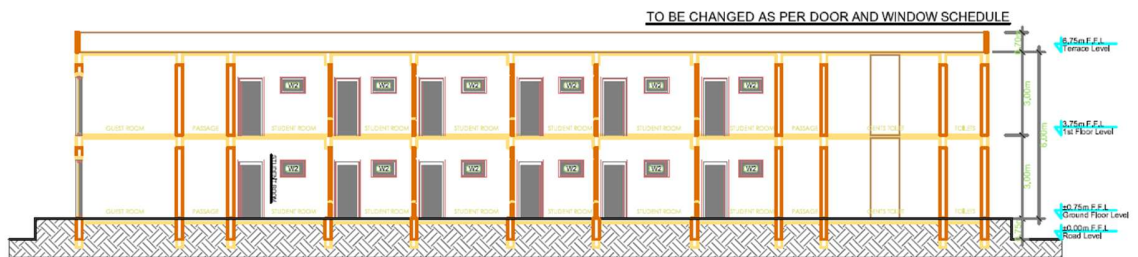 TO BE CHANGED AS PER DOOR AND WINDOW SCHEDULE
6.75m F.F.L
Terrace Level
W2 W2 W2 W2 W2 W2
3.00m
GUEST ROOM PASSAGE STUDENT ROOM STUDENT ROOM STUDENT ROOM STUDENT ROOM STUDENT ROOM STUDENT ROOM PASSAGE TOILETS
3.75m F.F.L
1st Floor Level
6.00m
STUDENT ROOM
W2 W2 W2 W2 W2 W2
3.00m
GUEST ROOM PASSAGE STUDENT ROOM STUDENT ROOM STUDENT ROOM STUDENT ROOM STUDENT ROOM PASSAGE TOILETS
±0.75m F.F.L
Ground Floor Level
±0.00m F.F.L
Road Level